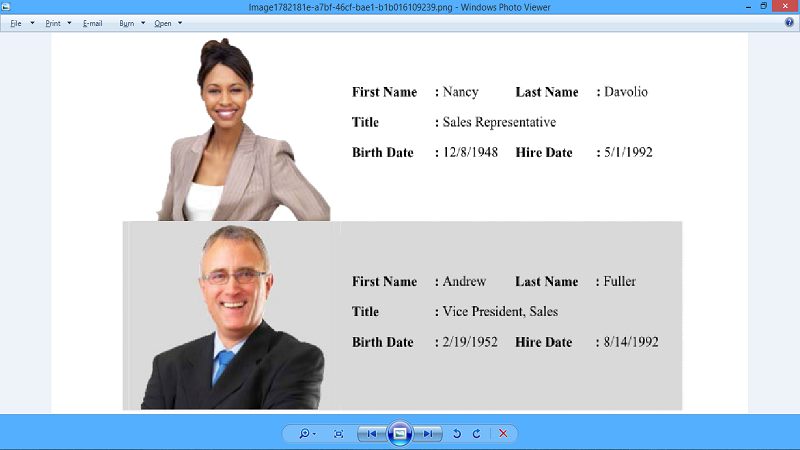 Image1782181e-a7bf-46cf-bae1-b1b016109239.png - Windows Photo Viewer
File Print E-mail Burn Open
First Name : Nancy Last Name : Davolio
Title : Sales Representative
Birth Date : 12/8/1948 Hire Date : 5/1/1992
First Name : Andrew Last Name : Fuller
Title : Vice President, Sales
Birth Date : 2/19/1952 Hire Date : 8/14/1992